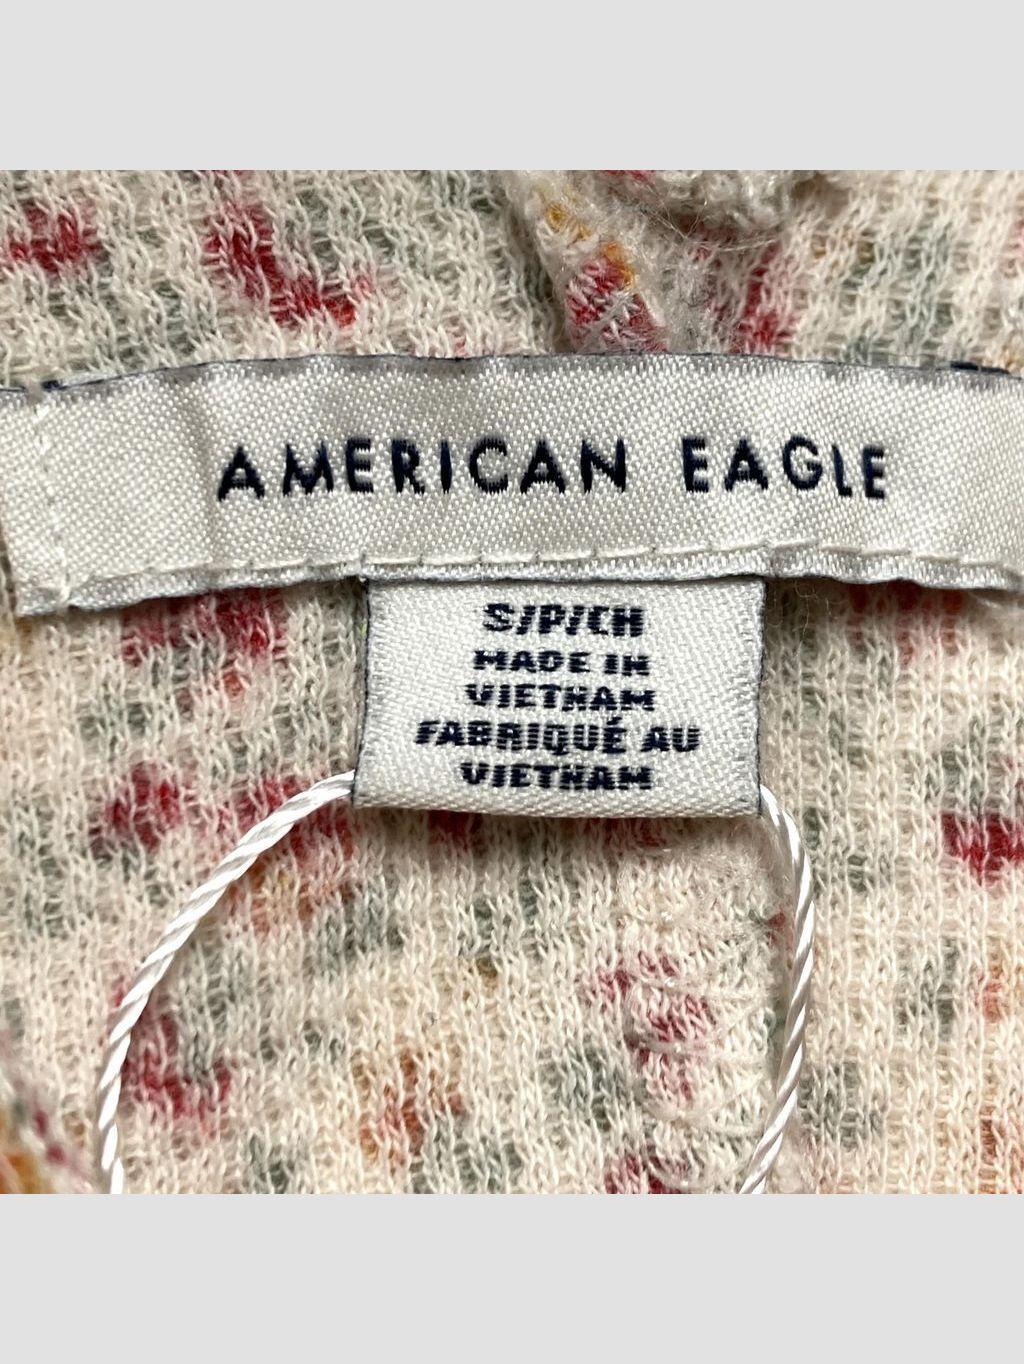 AMERICAN EAGLE
S/P/CH
MADE IN
VIETNAM
FABRIQUÉ AU
VIETNAM